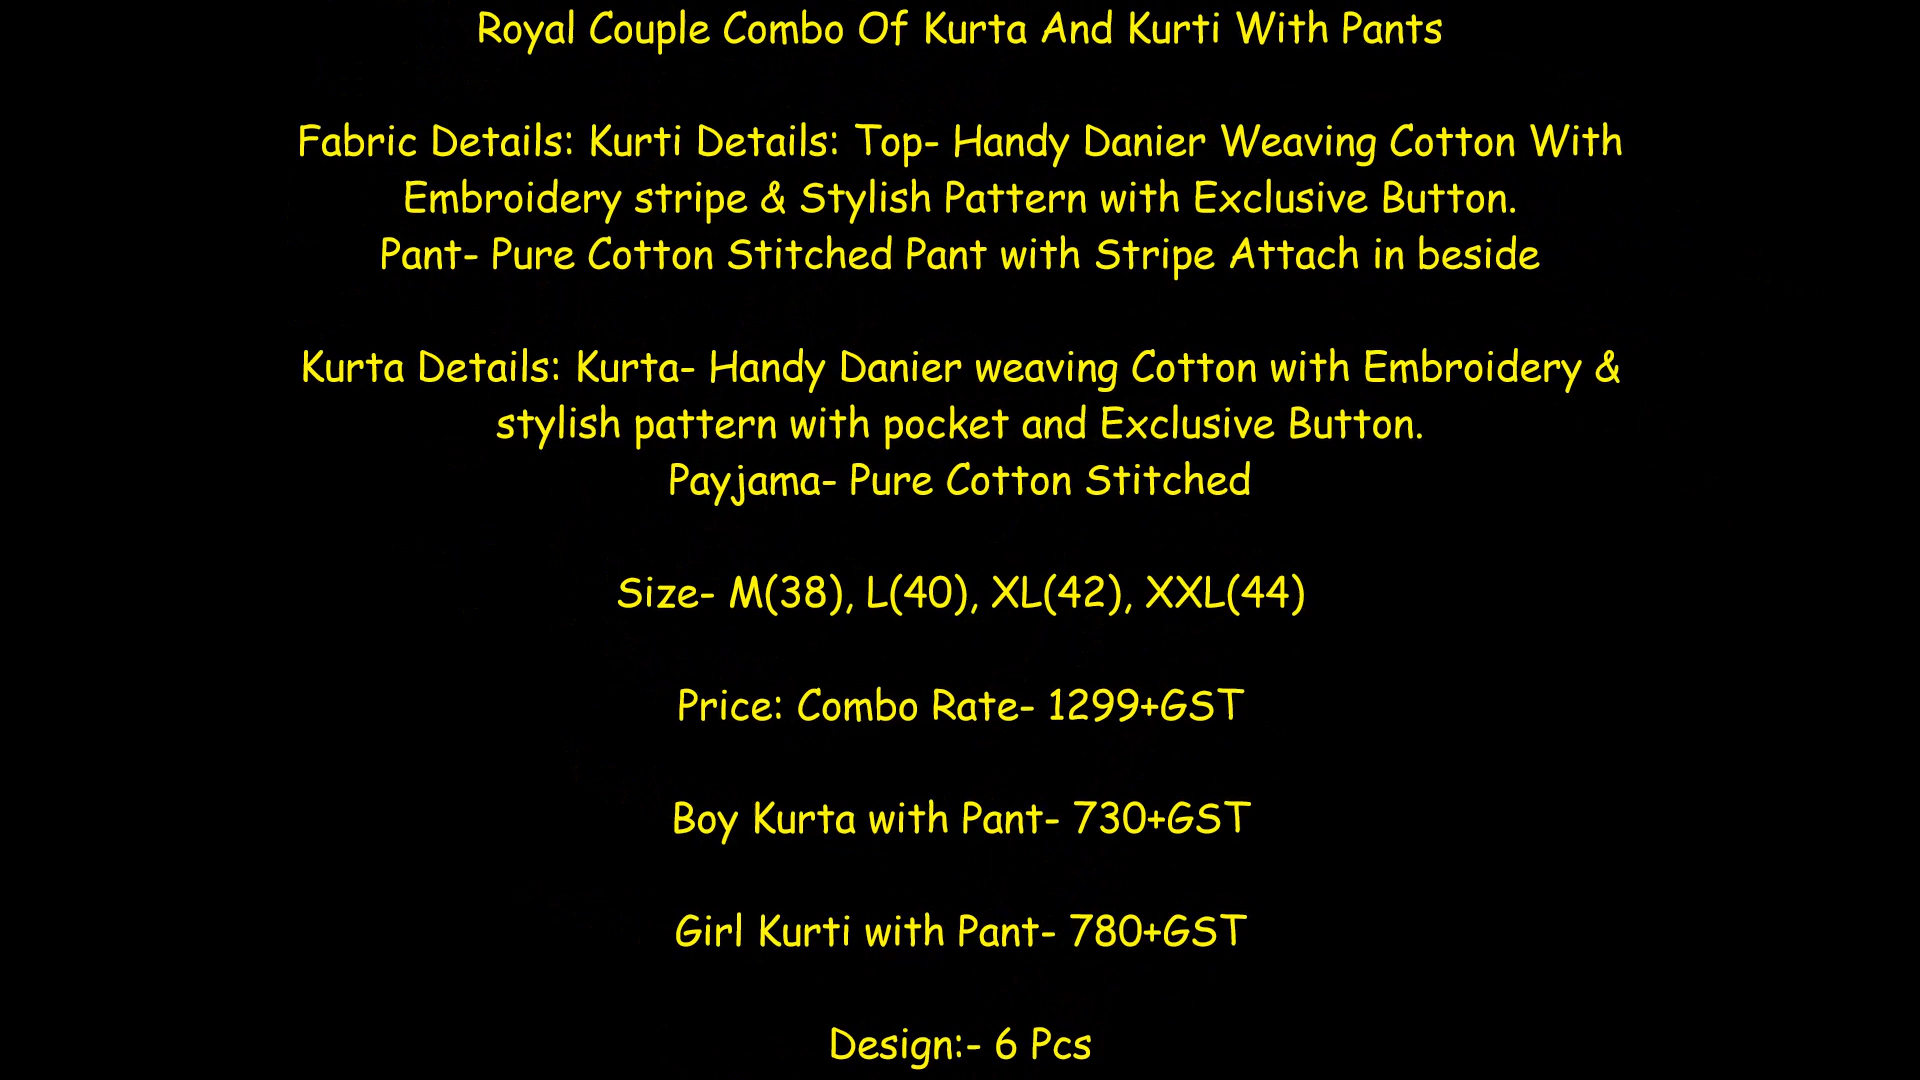 Royal Couple Combo Of Kurta And Kurti With Pants
Fabric Details: Kurti Details: Top- Handy Danier Weaving Cotton With
Embroidery stripe & Stylish Pattern with Exclusive Button.
Pant- Pure Cotton Stitched Pant with Stripe Attach in beside
Kurta Details: Kurta- Handy Danier weaving Cotton with Embroidery &
stylish pattern with pocket and Exclusive Button.
Payjama- Pure Cotton Stitched
Size- M(38), L(40), XL(42), XXL(44)
Price: Combo Rate- 1299+GST
Boy Kurta with Pant- 730+GST
Girl Kurti with Pant- 780+GST
Design:- 6 Pcs